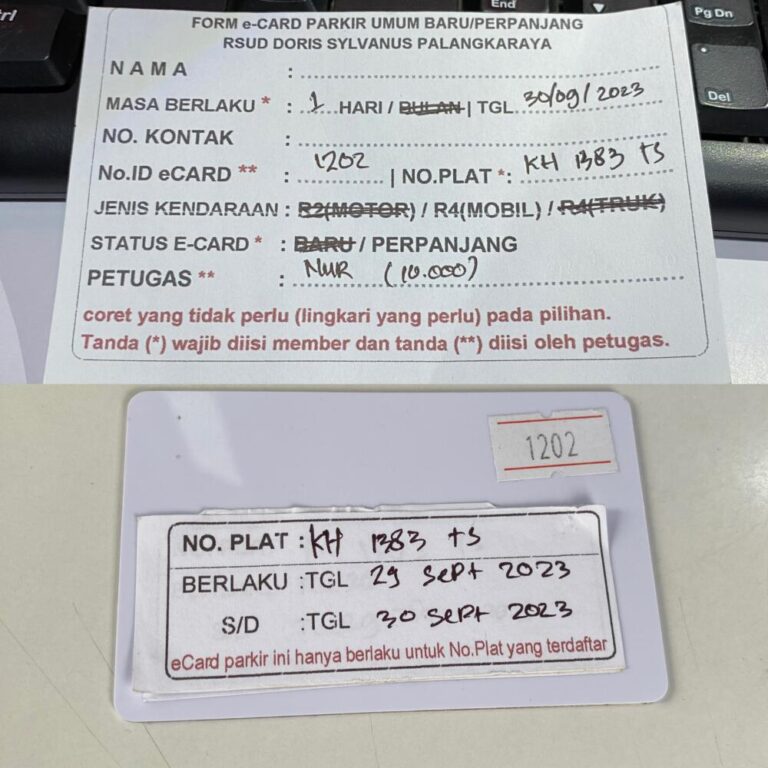 End
Pg Dn
Del
FORM e-CARD PARKIR UMUM BARU/PERPANJANG
RSUD DORIS SYLVANUS PALANGKARAYA
NAMA :
MASA BERLAKU * : 1 HARI / BULAN | TGL 30/09/2023
NO. KONTAK :
No.ID eCARD ** : 1202 | NO.PLAT *: KH 1383 TS
JENIS KENDARAAN : R2(MOTOR) / R4(MOBIL) / R4(TRUK)
STATUS E-CARD * : BARU / PERPANJANG
PETUGAS ** : NUR (10.000)
coret yang tidak perlu (lingkari yang perlu) pada pilihan.
Tanda (*) wajib diisi member dan tanda (**) diisi oleh petugas.
1202
NO. PLAT : KH 1383 TS
BERLAKU :TGL 29 SEPT 2023
S/D :TGL 30 SEPT 2023
eCard parkir ini hanya berlaku untuk No.Plat yang terdaftar